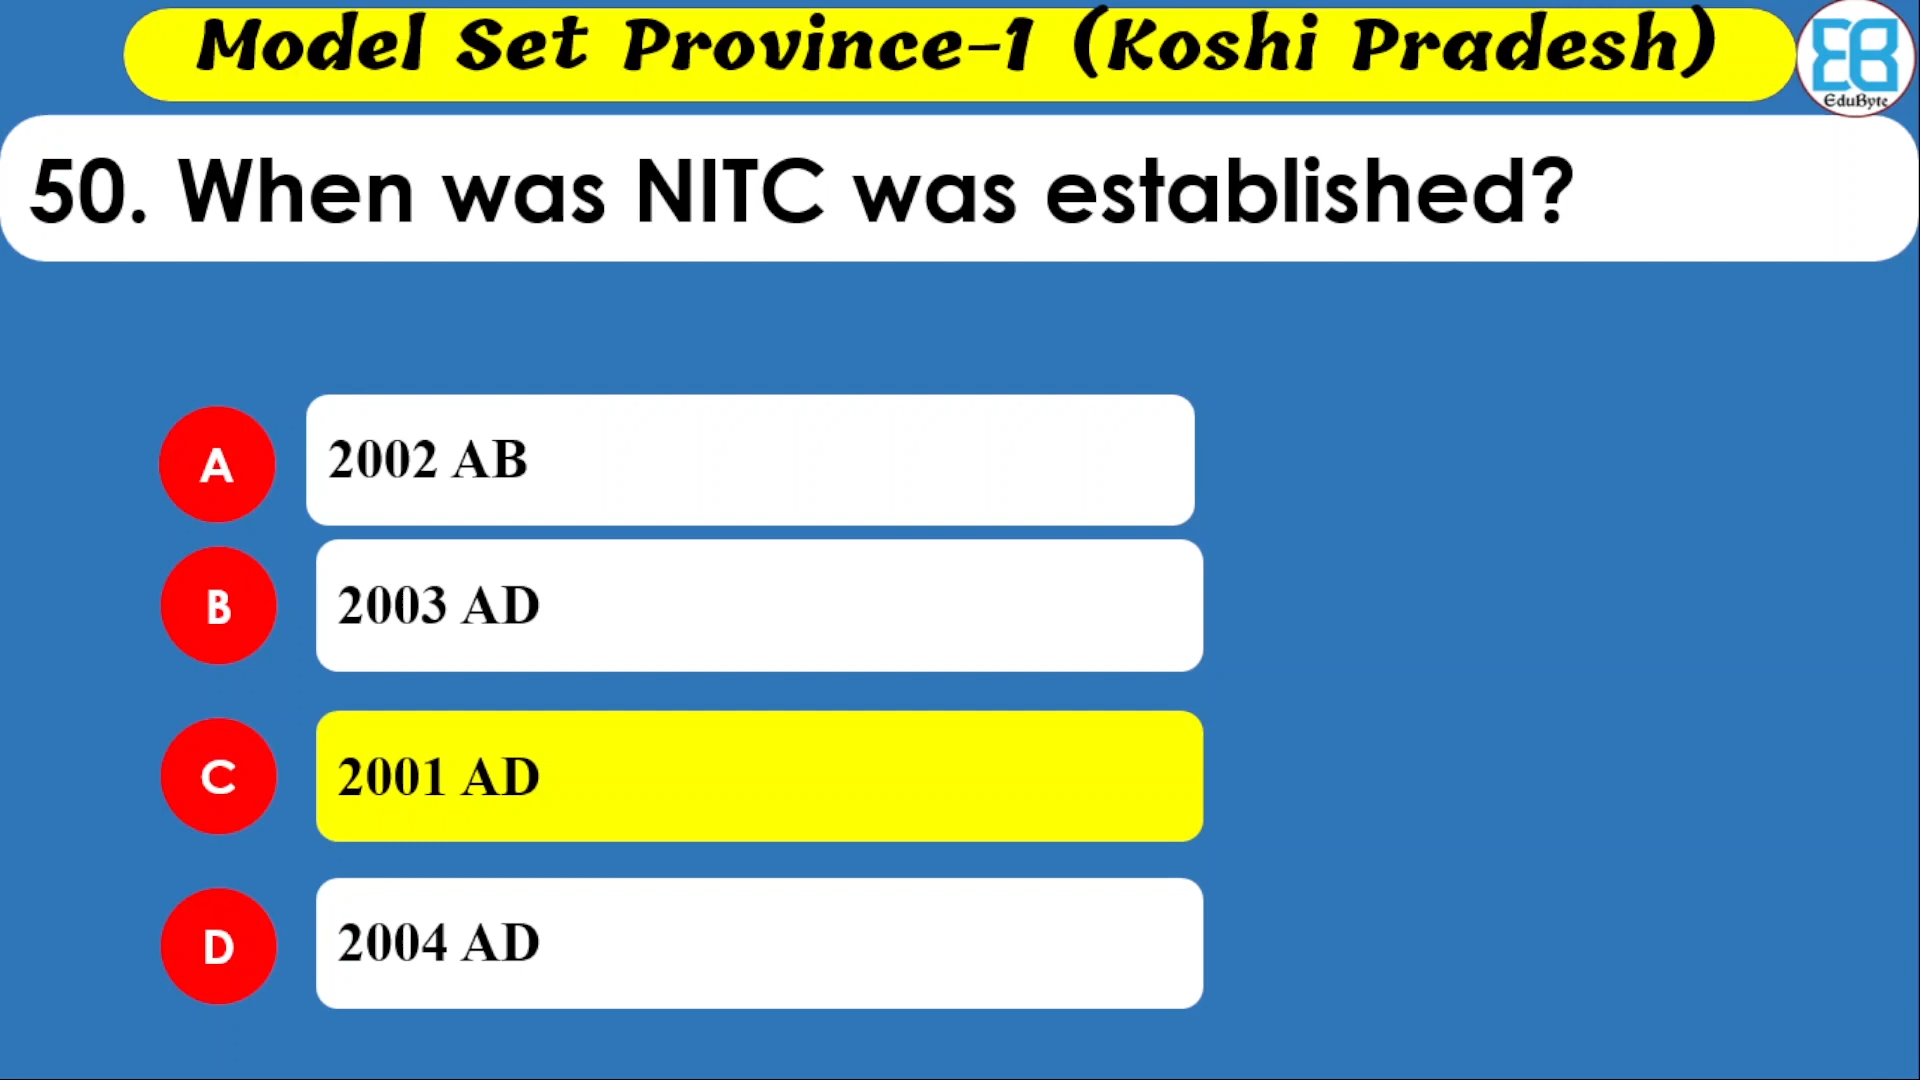 Model Set Province-1 (Koshi Pradesh)
EduByte
50. When was NITC was established?
A
2002 AB
B
2003 AD
C
2001 AD
D
2004 AD